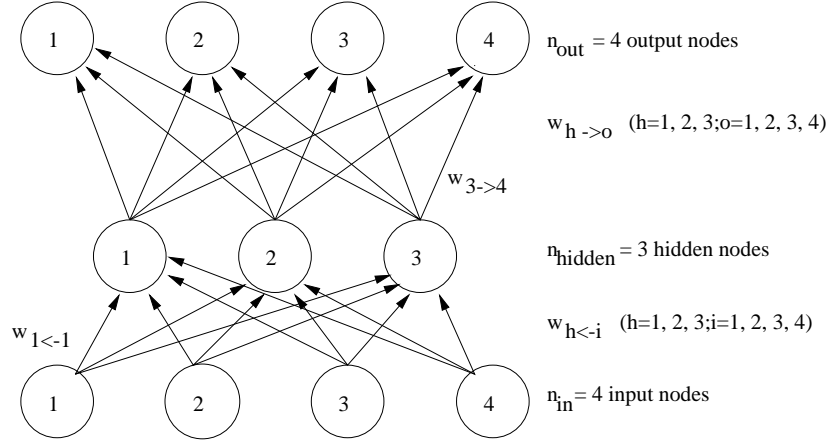 1 2 3 4 n_out = 4 output nodes
w_h ->o (h=1, 2, 3;o=1, 2, 3, 4)
w_3->4
1 2 3 n_hidden = 3 hidden nodes
w_1<-1 w_h<-i (h=1, 2, 3;i=1, 2, 3, 4)
1 2 3 4 n_in = 4 input nodes